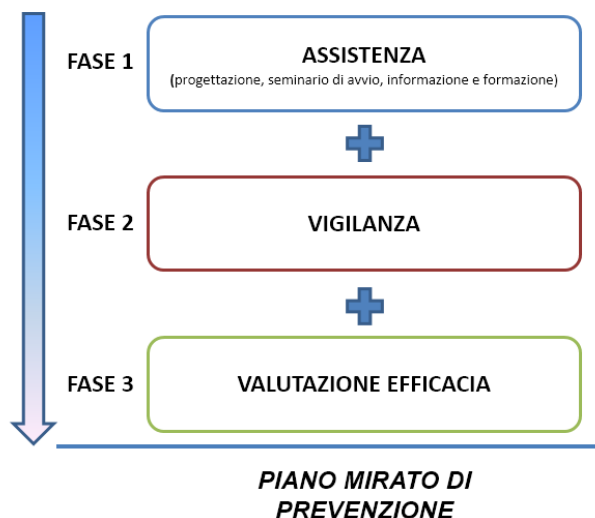 FASE 1
ASSISTENZA
(progettazione, seminario di avvio, informazione e formazione)
FASE 2
VIGILANZA
FASE 3
VALUTAZIONE EFFICACIA
PIANO MIRATO DI
PREVENZIONE